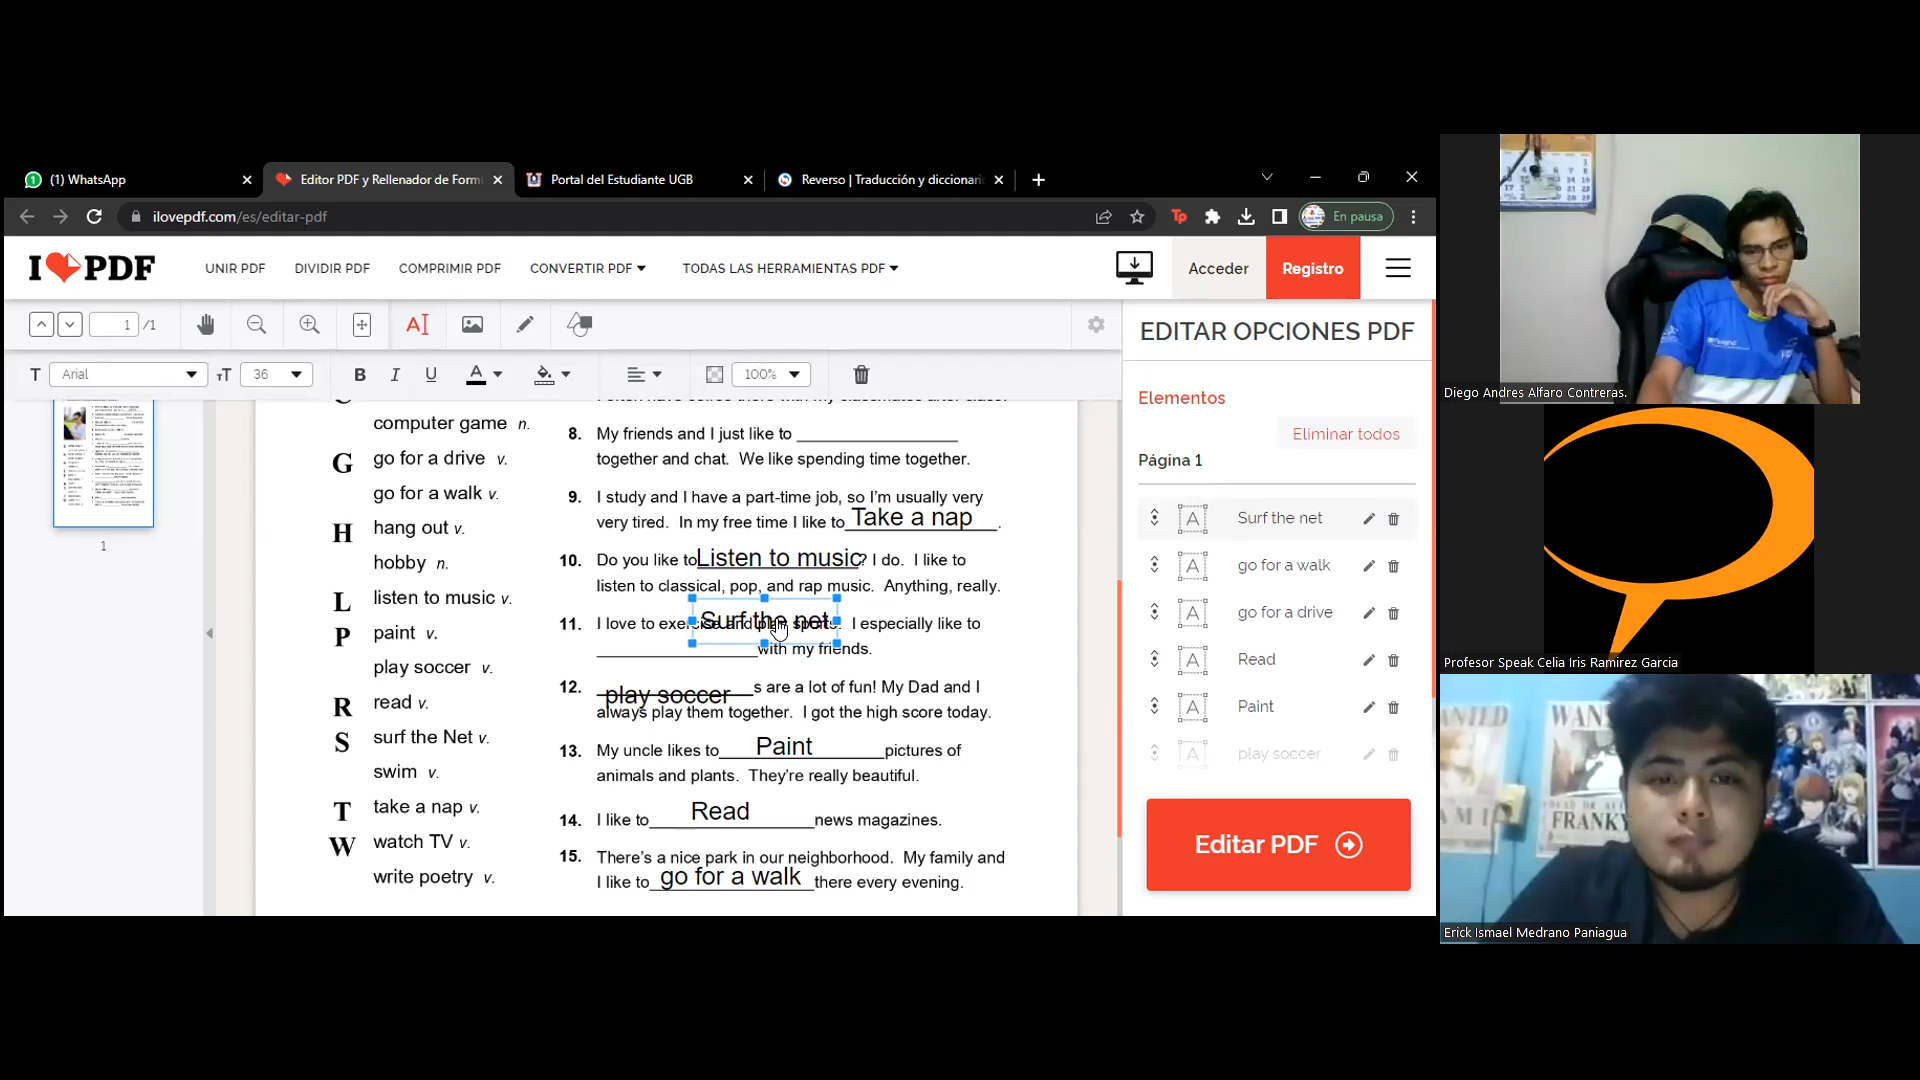 (1) WhatsApp
Editor PDF y Rellenador de Form
Portal del Estudiante UGB
Reverso | Traducción y diccionari
ilovepdf.com/es/editar-pdf
Tp
En pausa
I PDF
UNIR PDF
DIVIDIR PDF
COMPRIMIR PDF
CONVERTIR PDF
TODAS LAS HERRAMIENTAS PDF
Acceder
Registro
1 /1
T Arial
TT 36
B I U A
100%
EDITAR OPCIONES PDF
Elementos
Eliminar todos
Página 1
Surf the net
go for a walk
go for a drive
Read
Paint
play soccer
Editar PDF
1
computer game n.
G go for a drive v.
go for a walk v.
H hang out v.
hobby n.
L listen to music v.
P paint v.
play soccer v.
R read v.
S surf the Net v.
swim v.
T take a nap v.
W watch TV v.
write poetry v.
8. My friends and I just like to
together and chat. We like spending time together.
9. I study and I have a part-time job, so I'm usually very
very tired. In my free time I like to Take a nap.
10. Do you like to Listen to music? I do. I like to
listen to classical, pop, and rap music. Anything, really.
Surf the net
11. I love to exercise and play sports. I especially like to
with my friends.
12. play soccer s are a lot of fun! My Dad and I
always play them together. I got the high score today.
13. My uncle likes to Paint pictures of
animals and plants. They're really beautiful.
14. I like to Read news magazines.
15. There's a nice park in our neighborhood. My family and
I like to go for a walk there every evening.
Diego Andres Alfaro Contreras.
Profesor Speak Celia Iris Ramirez Garcia
WAN
FRANKY
Erick Ismael Medrano Paniagua